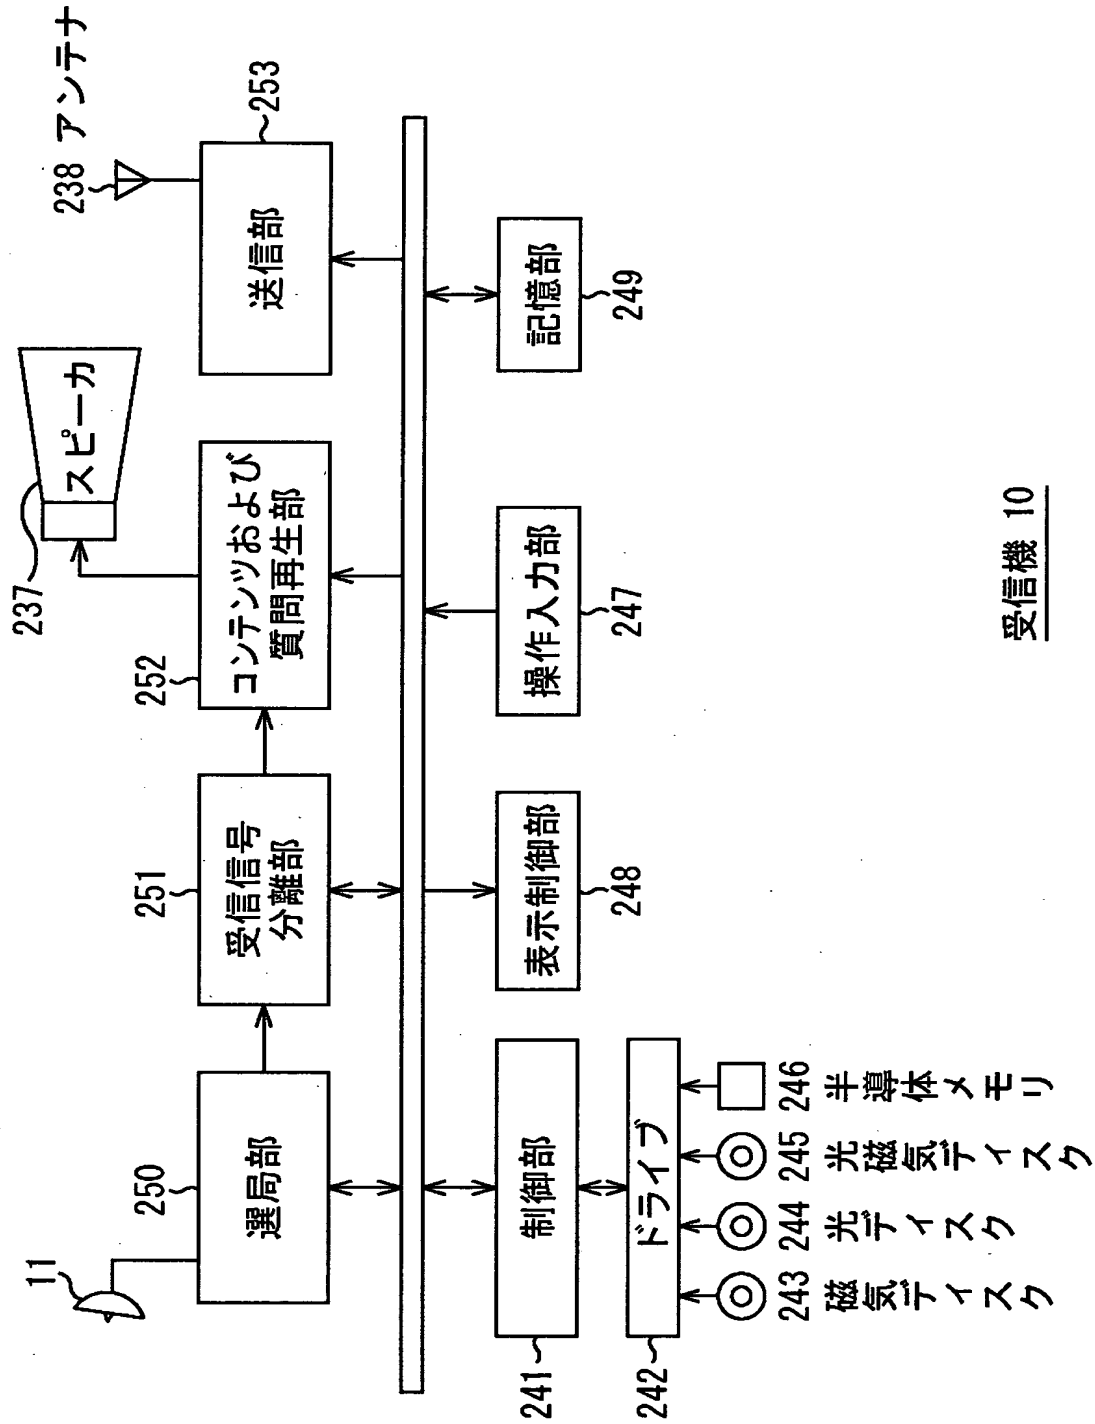 11
250
選局部
251
受信信号
分離部
252
コンテンツおよび
質問再生部
237
スピーカ
238 アンテナ
253
送信部
241
制御部
242
ドライブ
243
磁気ディスク
244
光ディスク
245
光磁気ディスク
246
半導体メモリ
表示制御部
248
操作入力部
247
記憶部
249
受信機 10